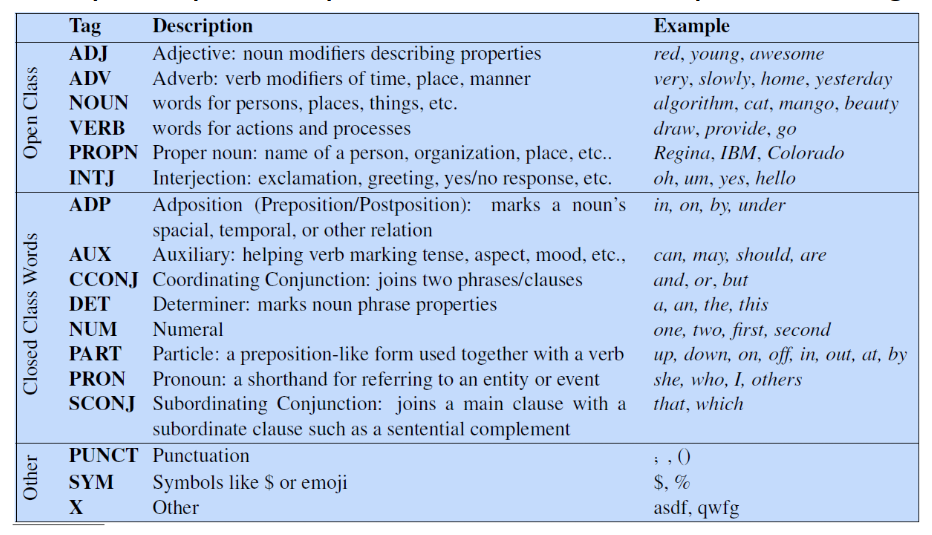 Tag Description Example
Open Class
ADJ Adjective: noun modifiers describing properties red, young, awesome
ADV Adverb: verb modifiers of time, place, manner very, slowly, home, yesterday
NOUN words for persons, places, things, etc. algorithm, cat, mango, beauty
VERB words for actions and processes draw, provide, go
PROPN Proper noun: name of a person, organization, place, etc.. Regina, IBM, Colorado
INTJ Interjection: exclamation, greeting, yes/no response, etc. oh, um, yes, hello
Closed Class Words
ADP Adposition (Preposition/Postposition): marks a noun's in, on, by, under
spacial, temporal, or other relation
AUX Auxiliary: helping verb marking tense, aspect, mood, etc., can, may, should, are
CCONJ Coordinating Conjunction: joins two phrases/clauses and, or, but
DET Determiner: marks noun phrase properties a, an, the, this
NUM Numeral one, two, first, second
PART Particle: a preposition-like form used together with a verb up, down, on, off, in, out, at, by
PRON Pronoun: a shorthand for referring to an entity or event she, who, I, others
SCONJ Subordinating Conjunction: joins a main clause with a that, which
subordinate clause such as a sentential complement
Other
PUNCT Punctuation ; , ()
SYM Symbols like $ or emoji $, %
X Other asdf, qwfg